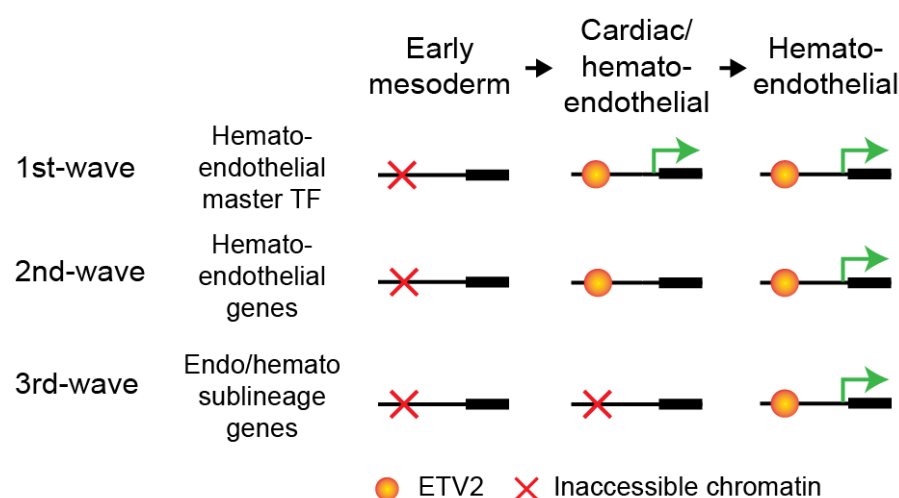 Early
mesoderm
Cardiac/
hemato-
endothelial
Hemato-
endothelial
1st-wave
Hemato-
endothelial
master TF
2nd-wave
Hemato-
endothelial
genes
3rd-wave
Endo/hemato
sublineage
genes
ETV2
Inaccessible chromatin